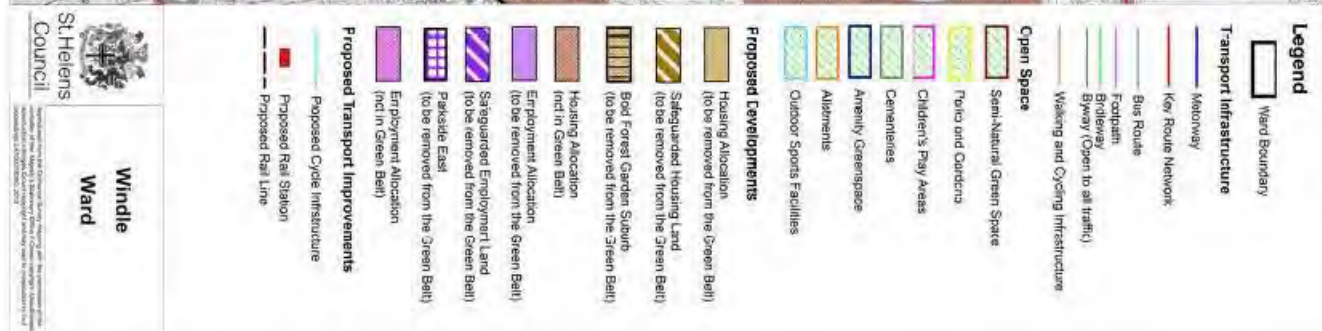 Legend
Ward Boundary
Transport Infrastructure
Motorway
Key Route Network
Bus Route
Footpath
Bridleway
Byway (Open to all traffic)
Walking and Cycling Infrastructure
Open Space
Semi-Natural Green Space
Parks and Gardens
Children's Play Areas
Cementeries
Amenity Greenspace
Allotments
Outdoor Sports Facilities
Proposed Developments
Housing Allocation
(to be removed from the Green Belt)
Safeguarded Housing Land
(to be removed from the Green Belt)
Bold Forest Garden Suburb
(to be removed from the Green Belt)
Housing Allocation
(not in Green Belt)
Employment Allocation
(to be removed from the Green Belt)
Safeguarded Employment Land
(to be removed from the Green Belt)
Parkside East
(to be removed from the Green Belt)
Employment Allocation
(not in Green Belt)
Proposed Transport Improvements
Proposed Cycle Infrstructure
Proposed Rail Station
Proposed Rail Line
St.Helens
Council
Windle
Ward